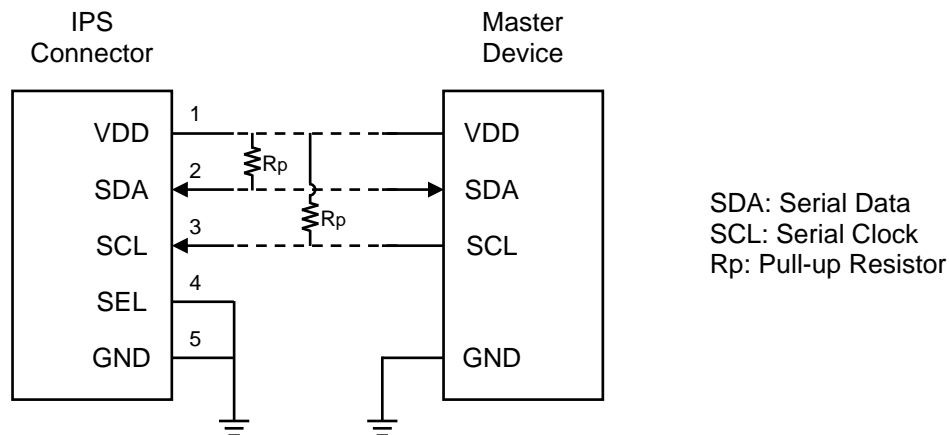 IPS
Connector
Master
Device
1
VDD
VDD
Rp
2
SDA
SDA
Rp
3
SCL
SCL
4
SEL
5
GND
GND
SDA: Serial Data
SCL: Serial Clock
Rp: Pull-up Resistor